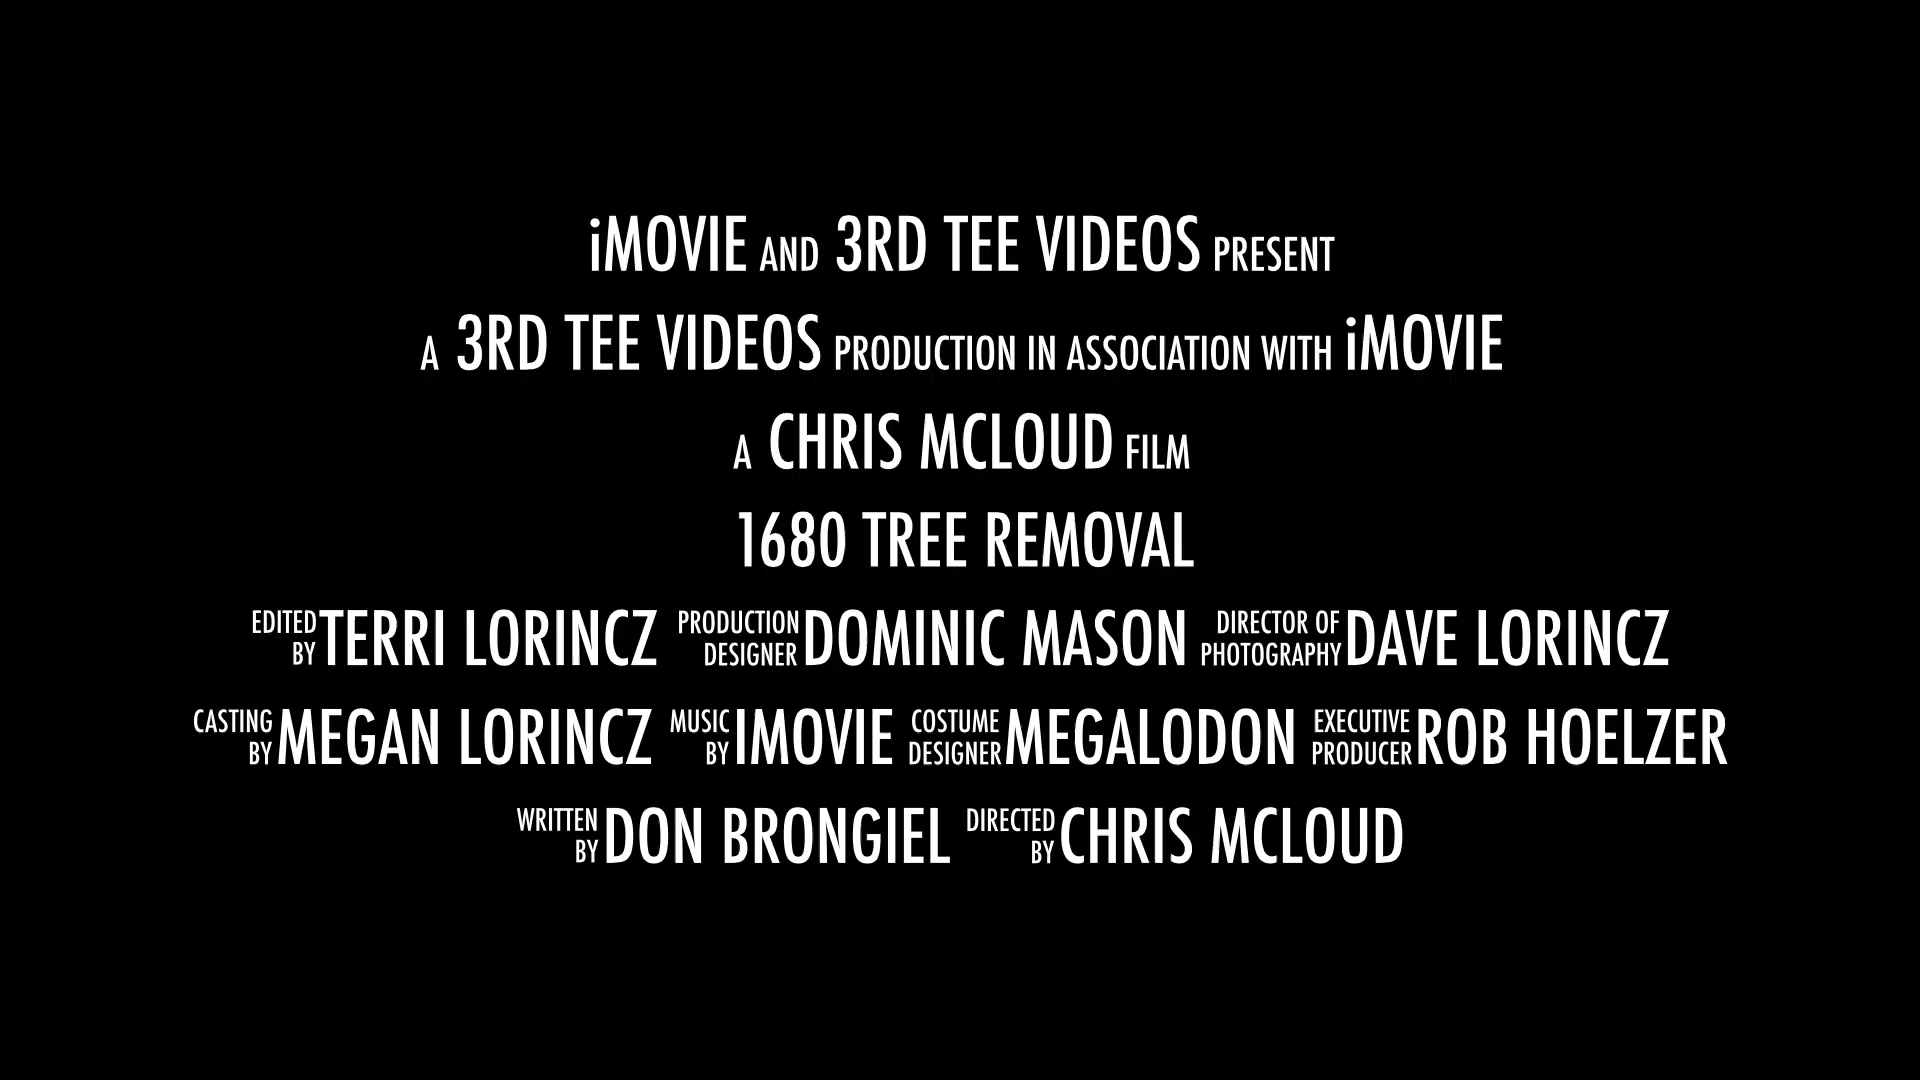 iMOVIE AND 3RD TEE VIDEOS PRESENT
A 3RD TEE VIDEOS PRODUCTION IN ASSOCIATION WITH iMOVIE
A CHRIS MCLOUD FILM
1680 TREE REMOVAL
EDITED BY TERRI LORINCZ PRODUCTION DESIGNER DOMINIC MASON DIRECTOR OF PHOTOGRAPHY DAVE LORINCZ
CASTING BY MEGAN LORINCZ MUSIC BY IMOVIE COSTUME DESIGNER MEGALODON EXECUTIVE PRODUCER ROB HOELZER
WRITTEN BY DON BRONGIEL DIRECTED BY CHRIS MCLOUD